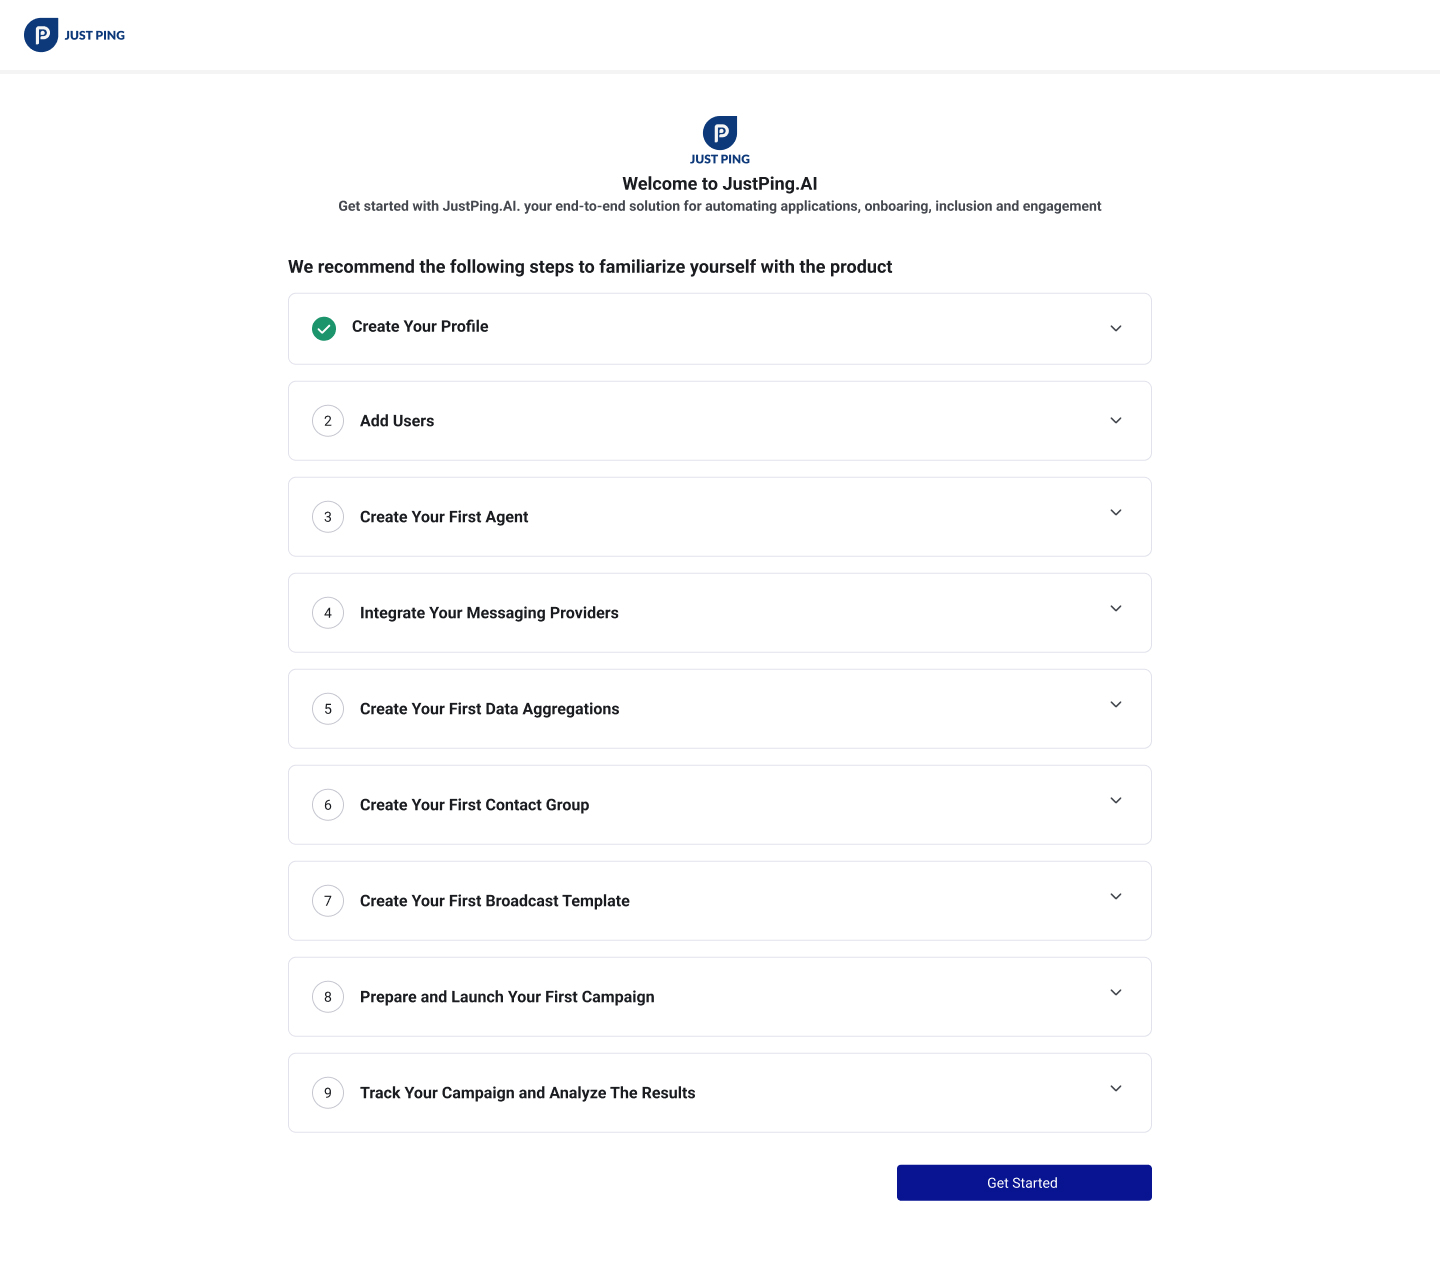 JUST PING
JUST PING
Welcome to JustPing.AI
Get started with JustPing.AI. your end-to-end solution for automating applications, onboaring, inclusion and engagement
We recommend the following steps to familiarize yourself with the product
Create Your Profile
2 Add Users
3 Create Your First Agent
4 Integrate Your Messaging Providers
5 Create Your First Data Aggregations
6 Create Your First Contact Group
7 Create Your First Broadcast Template
8 Prepare and Launch Your First Campaign
9 Track Your Campaign and Analyze The Results
Get Started